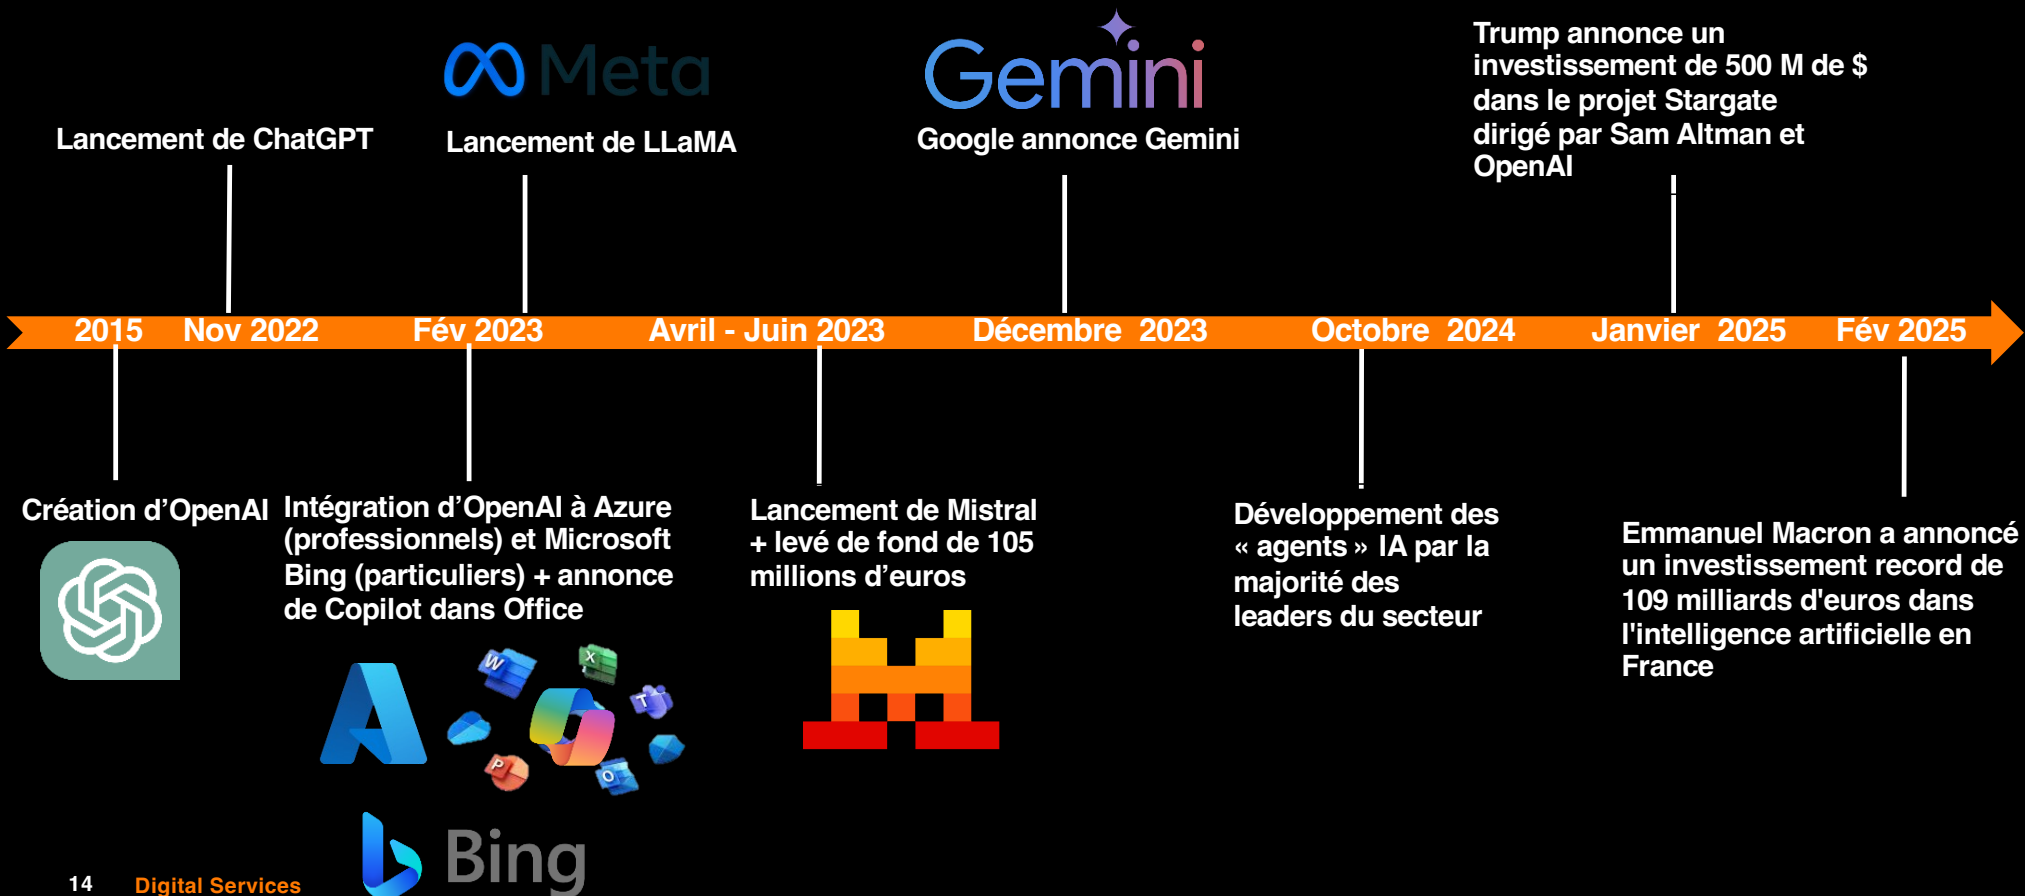 Meta
Gemini
Trump annonce un
investissement de 500 M de $
dans le projet Stargate
dirigé par Sam Altman et
OpenAI
Lancement de ChatGPT
Lancement de LLaMA
Google annonce Gemini
2015
Nov 2022
Fév 2023
Avril - Juin 2023
Décembre 2023
Octobre 2024
Janvier 2025
Fév 2025
Création d’OpenAI
Intégration d’OpenAI à Azure
(professionnels) et Microsoft
Bing (particuliers) + annonce
de Copilot dans Office
Lancement de Mistral
+ levé de fond de 105
millions d’euros
Développement des
« agents » IA par la
majorité des
leaders du secteur
Emmanuel Macron a annoncé
un investissement record de
109 milliards d'euros dans
l'intelligence artificielle en
France
W
X
T
P
O
Bing
14 Digital Services